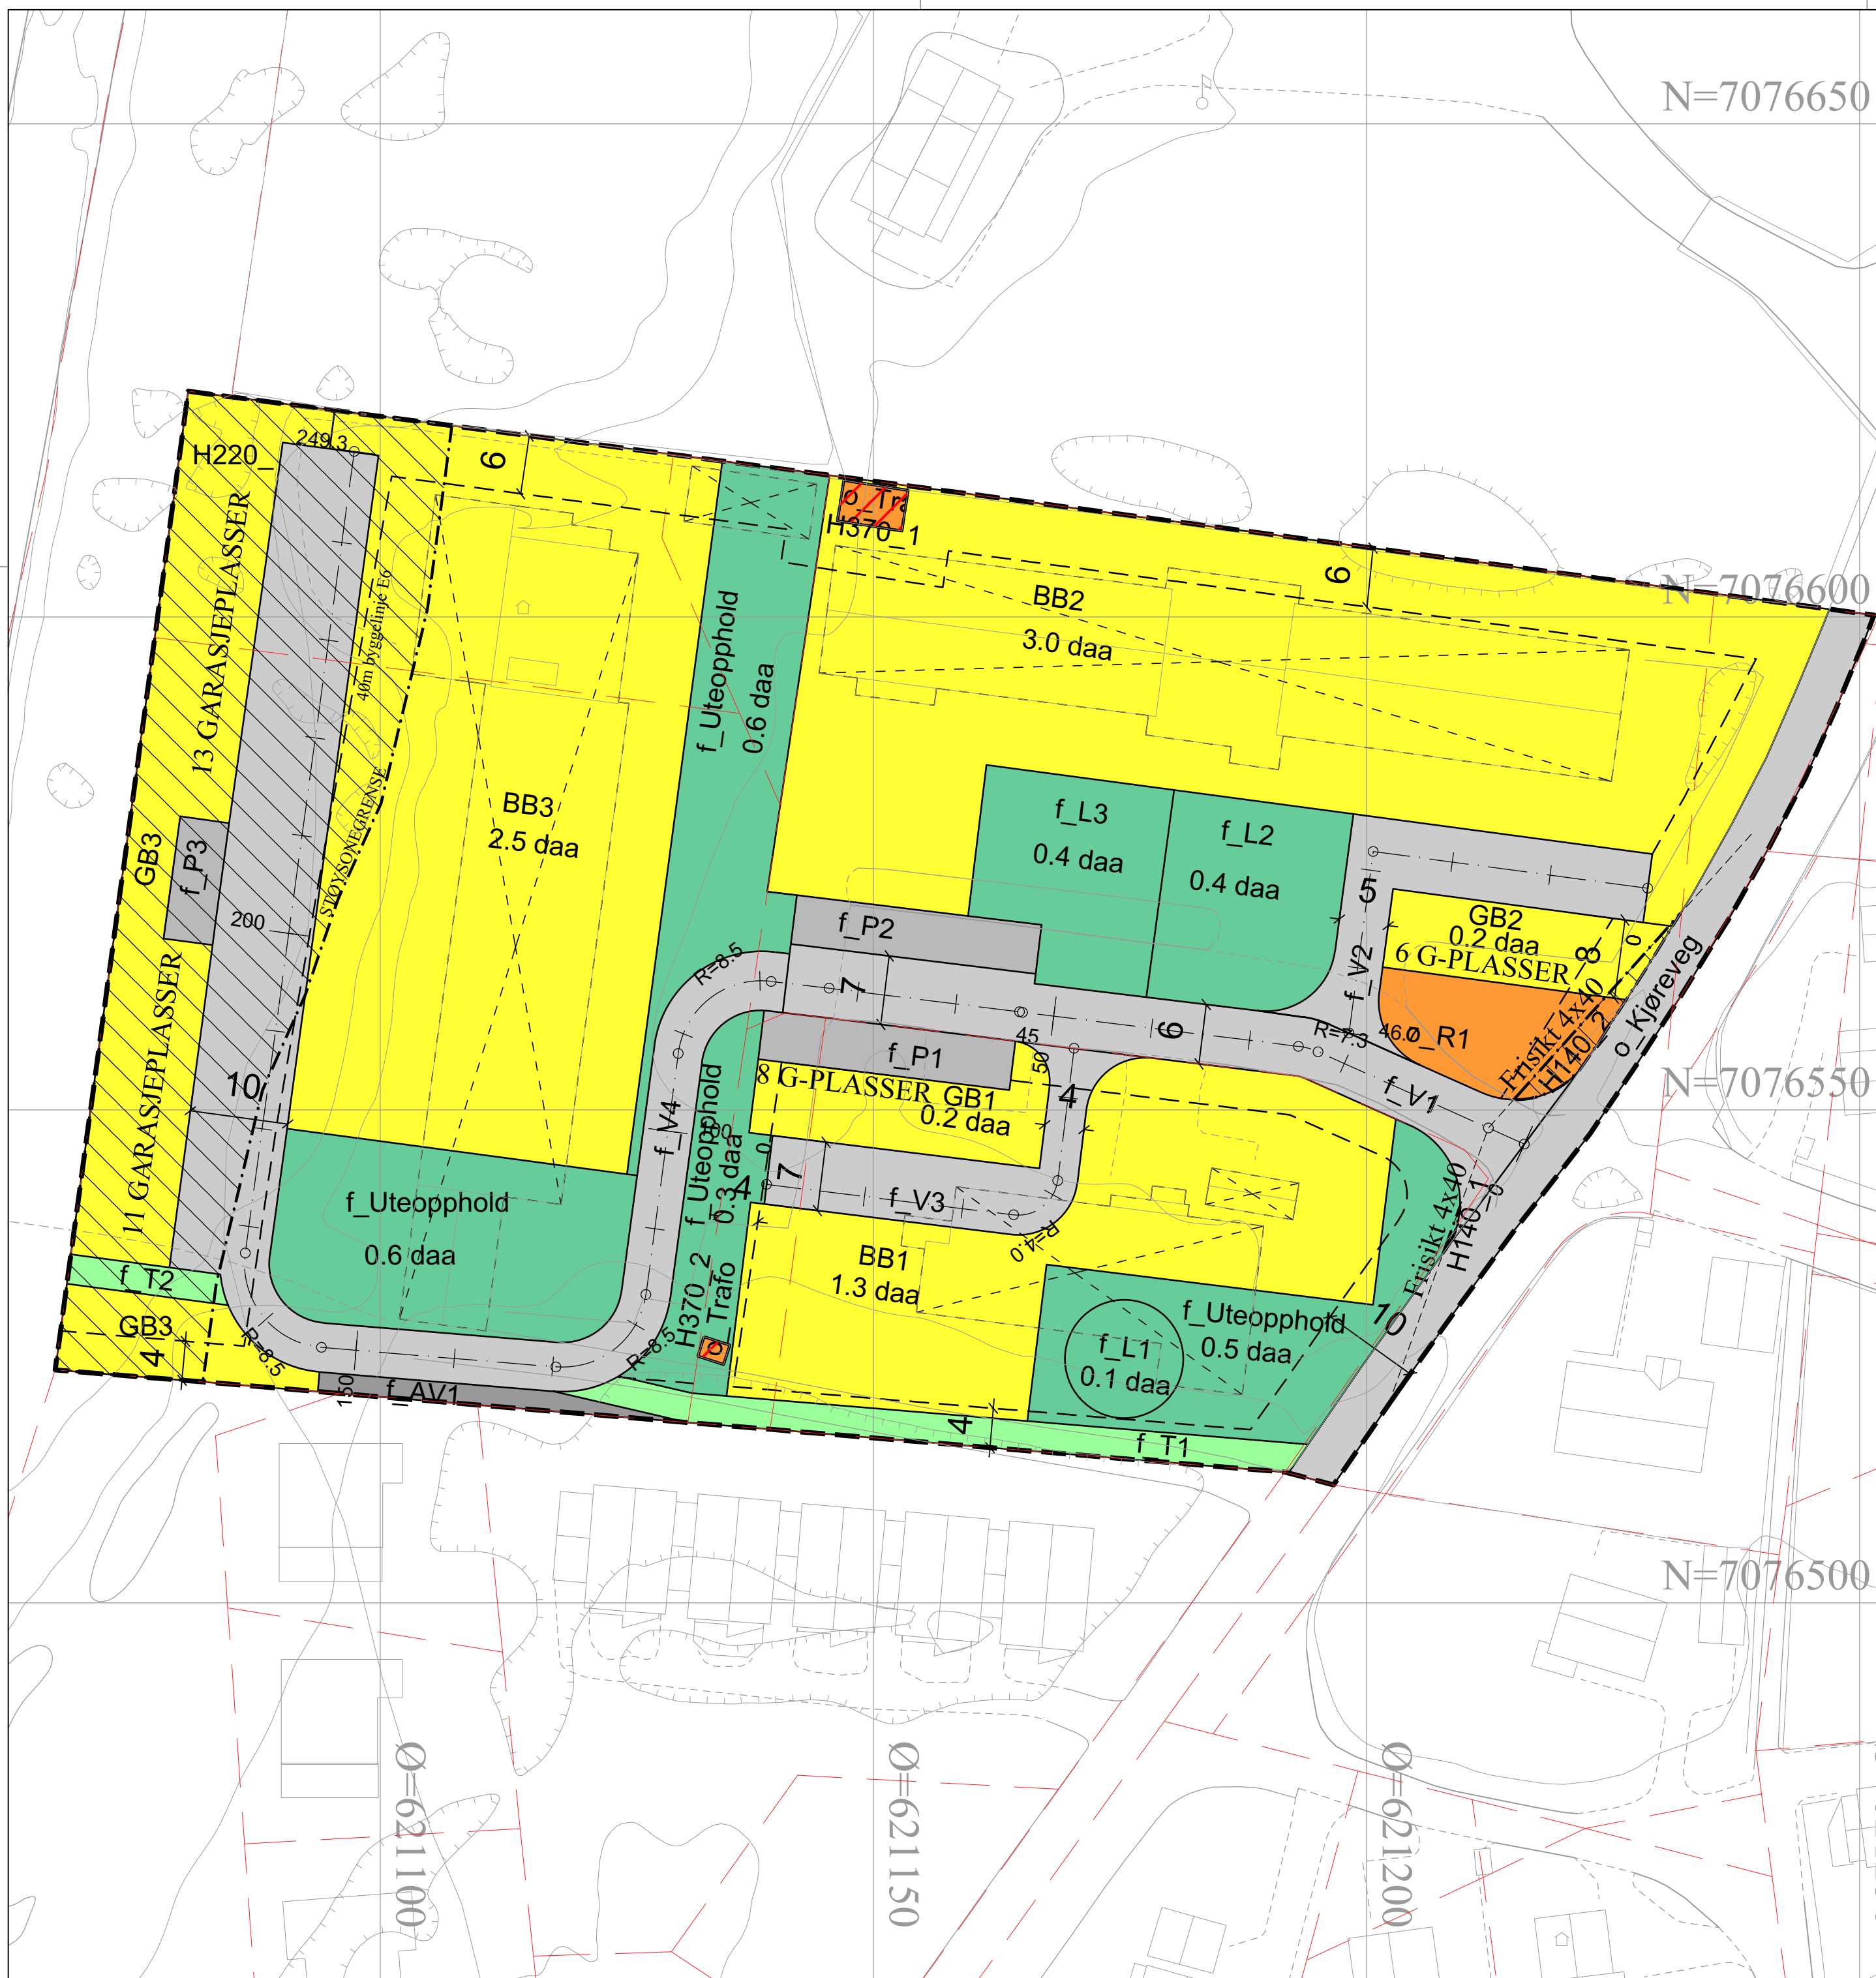 N=7076650
249.3
H220_
6
o_Tra
H370_1
13 GARASJEPLASSER
40m byggelinje E6
6
N=7076600
BB2
3.0 daa
f_Uteopphold
0.6 daa
STØYSONEGRENSE
BB3
2.5 daa
f_L3
0.4 daa
f_L2
0.4 daa
GB3
f_P3
5
GB2
0.2 daa
6 G-PLASSER
8
0
200
f_P2
R=8.5
7
f_V2
o_Kjøreveg
6
45
R=7.3
46.0
o_R1
Frisikt 4x40
H140_2
11 GARASJEPLASSER
10
f_P1
50
8 G-PLASSER
GB1
0.2 daa
4
f_V1
N=7076550
f_V4
f_Uteopphold
0.3 daa
0
4
7
f_V3
R=4.0
f_Uteopphold
0.6 daa
Frisikt 4x40
H140_1
0
BB1
1.3 daa
f_T2
GB3
4
R=8.5
H370_2
o_Trafo
R=8.5
f_Uteopphold
0.5 daa
10
f_L1
0.1 daa
150
f_AV1
4
f_T1
N=7076500
Ø=621100
Ø=621150
Ø=621200